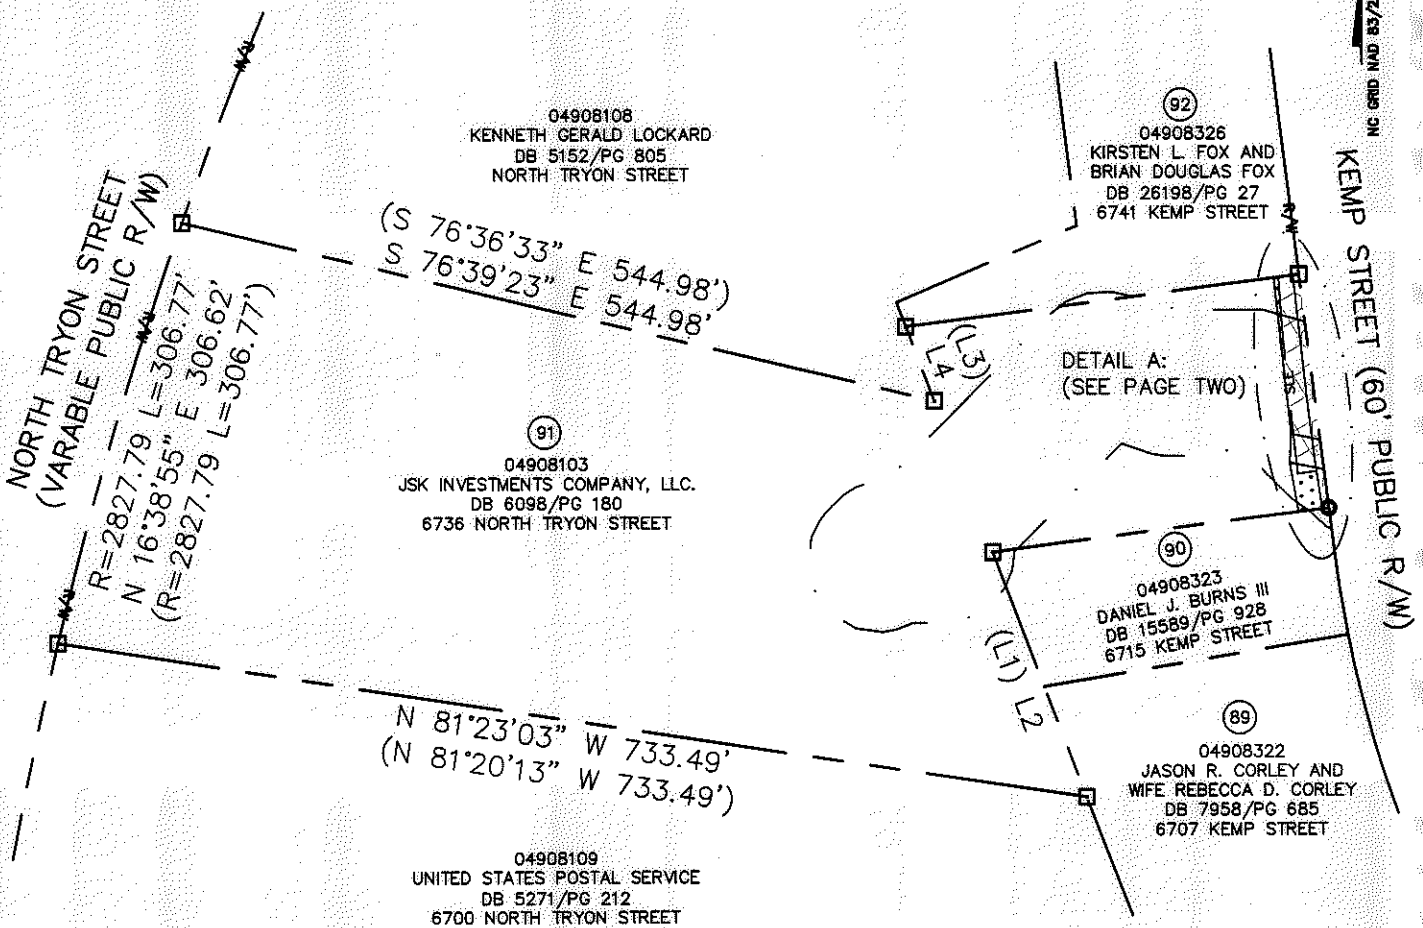 04908108
KENNETH GERALD LOCKARD
DB 5152/PG 805
NORTH TRYON STREET
92
04908326
KIRSTEN L. FOX AND
BRIAN DOUGLAS FOX
DB 26198/PG 27
6741 KEMP STREET
NC GRID NAD 83/2
KEMP STREET (60' PUBLIC R/W)
NORTH TRYON STREET
(VARABLE PUBLIC R/W)
R=2827.79 L=306.77'
N 16°38'55" E 306.62'
(R=2827.79 L=306.77')
(S 76°36'33" E 544.98')
S 76°39'23" E 544.98'
(L3)
L4
DETAIL A:
(SEE PAGE TWO)
SUE
R/W
R/W
R/W
R/W
91
04908103
JSK INVESTMENTS COMPANY, LLC.
DB 6098/PG 180
6736 NORTH TRYON STREET
90
04908323
DANIEL J. BURNS III
DB 15589/PG 928
6715 KEMP STREET
(L1)
L2
N 81°23'03" W 733.49'
(N 81°20'13" W 733.49')
89
04908322
JASON R. CORLEY AND
WIFE REBECCA D. CORLEY
DB 7958/PG 685
6707 KEMP STREET
04908109
UNITED STATES POSTAL SERVICE
DB 5271/PG 212
6700 NORTH TRYON STREET